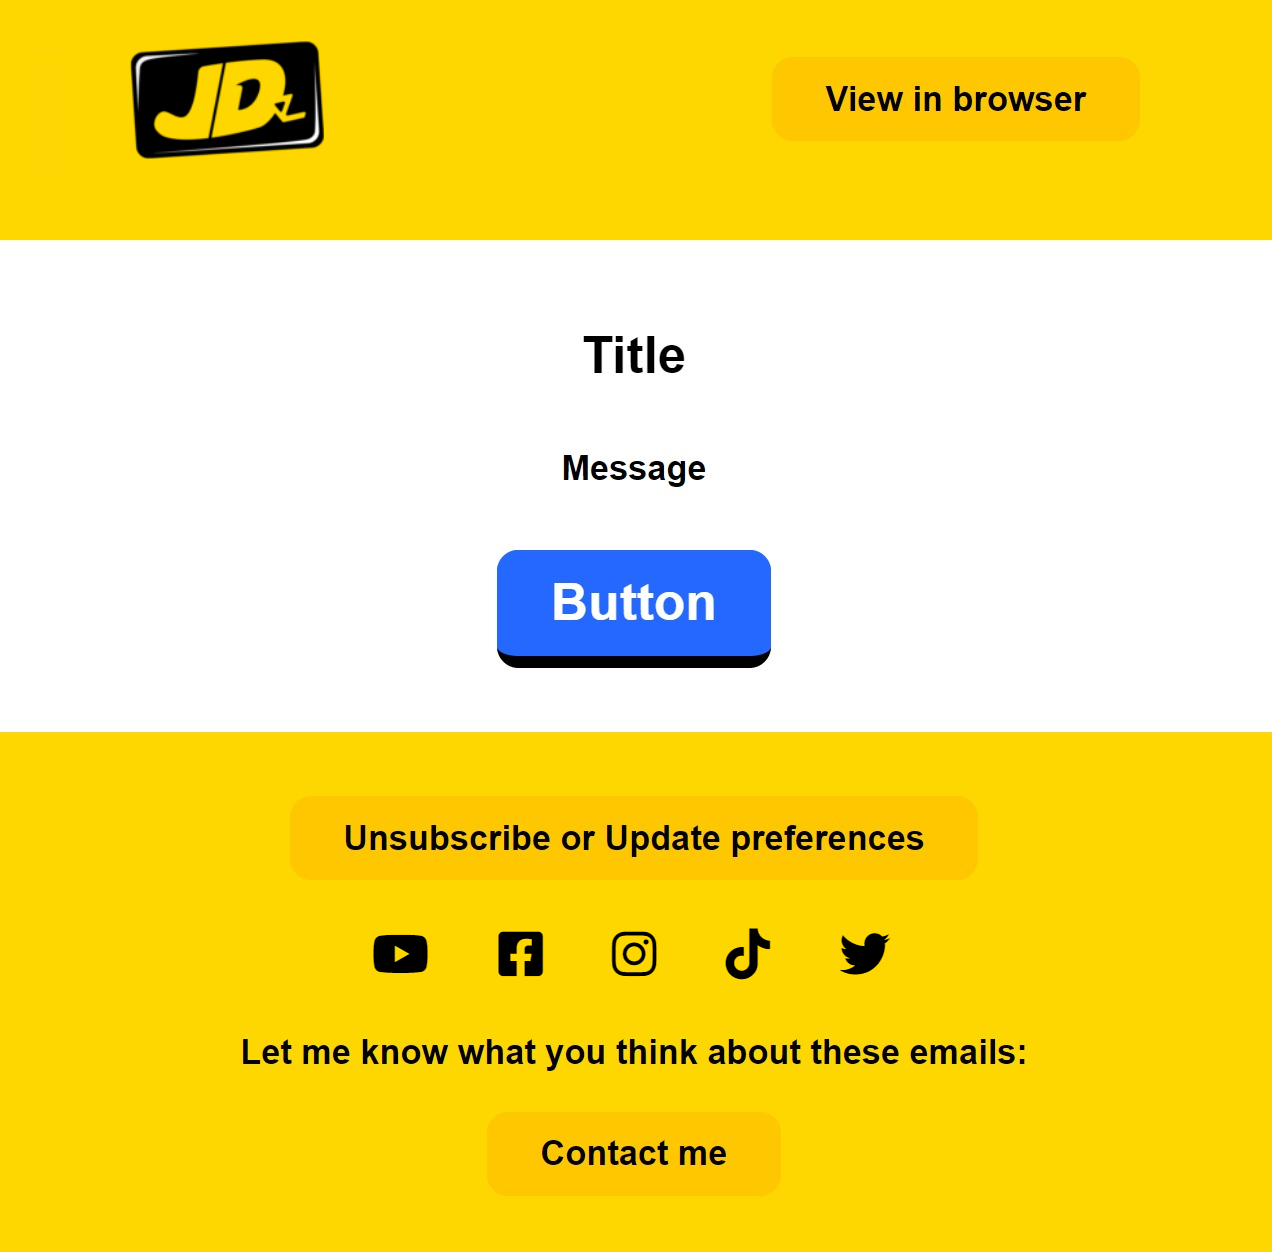 JDz
View in browser
Title
Message
Button
Unsubscribe or Update preferences
Let me know what you think about these emails:
Contact me